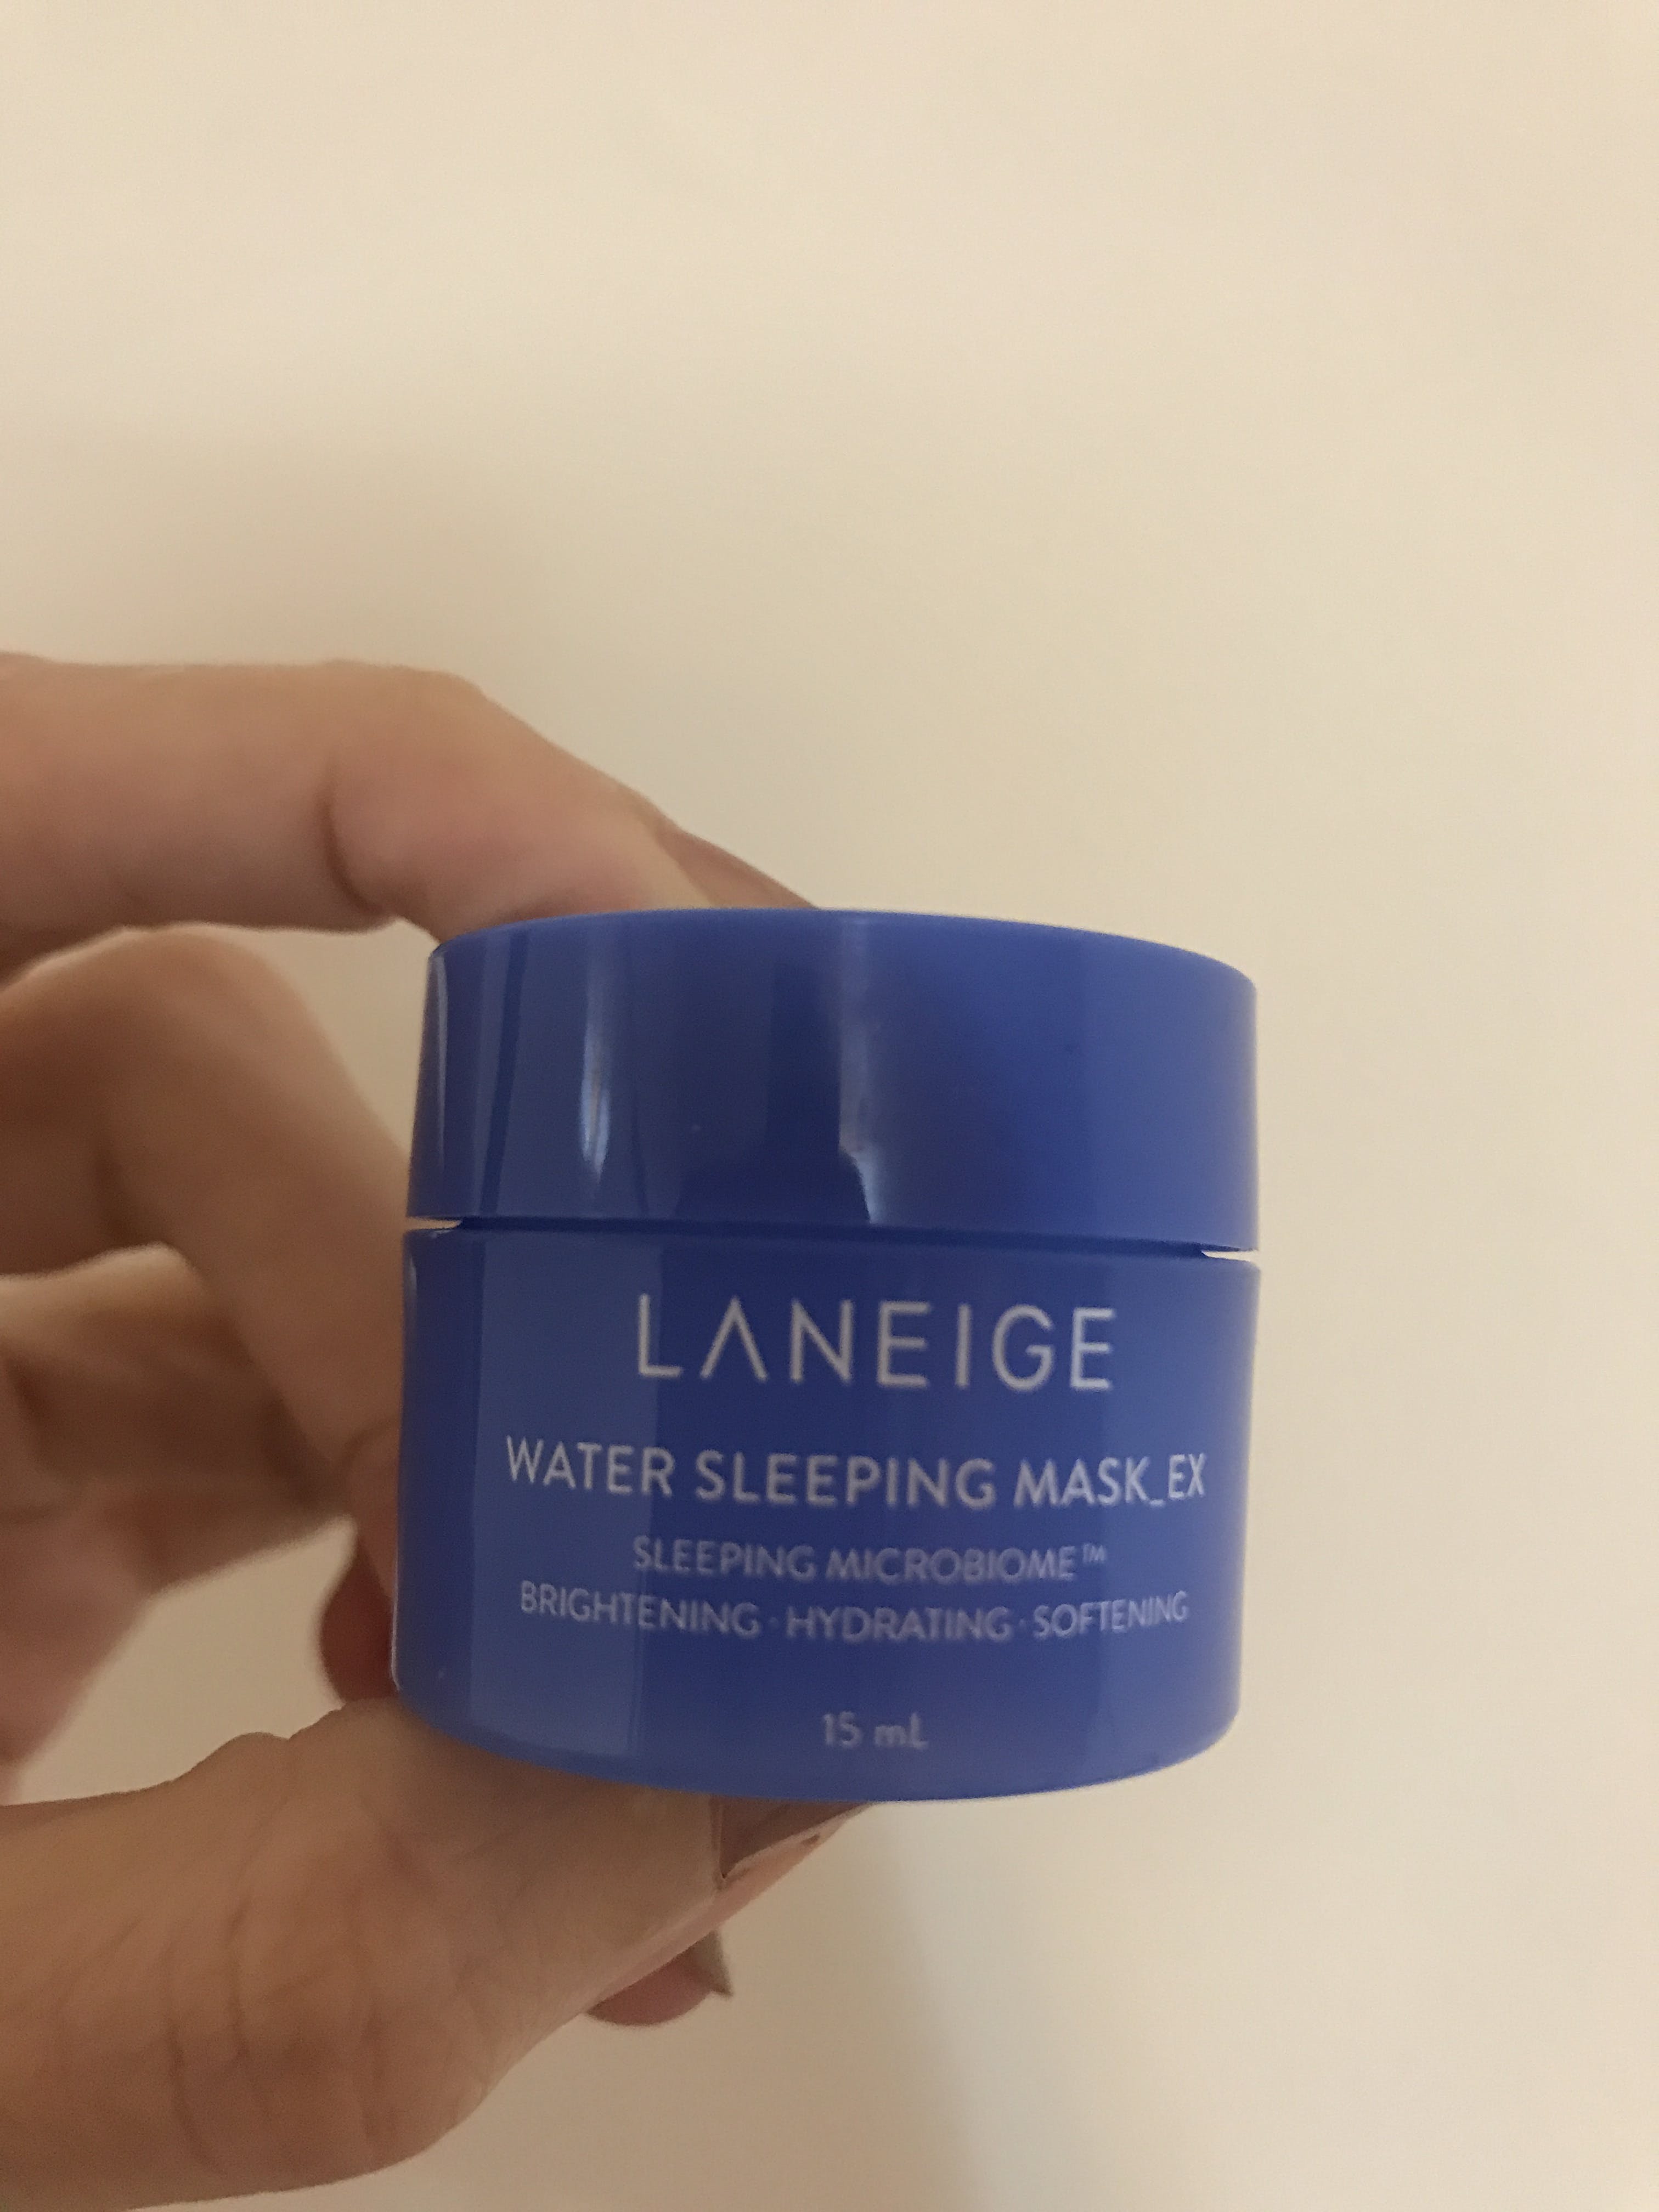 LANEIGE
WATER SLEEPING MASK_EX
SLEEPING MICROBIOME™
BRIGHTENING · HYDRATING · SOFTENING
15 mL